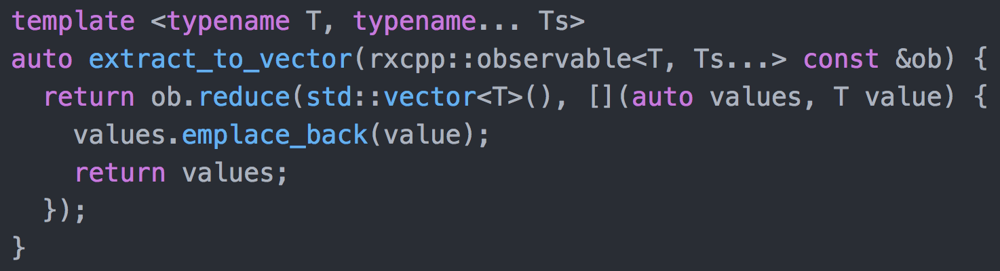 template <typename T, typename... Ts>
auto extract_to_vector(rxcpp::observable<T, Ts...> const &ob) {
  return ob.reduce(std::vector<T>(), [](auto values, T value) {
    values.emplace_back(value);
    return values;
  });
}